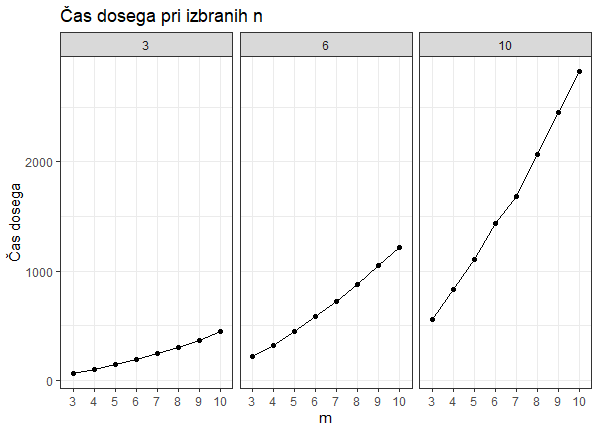 Čas dosega pri izbranih n
3 6 10
Čas dosega
2000
1000
0
3 4 5 6 7 8 9 10 3 4 5 6 7 8 9 10 3 4 5 6 7 8 9 10
m